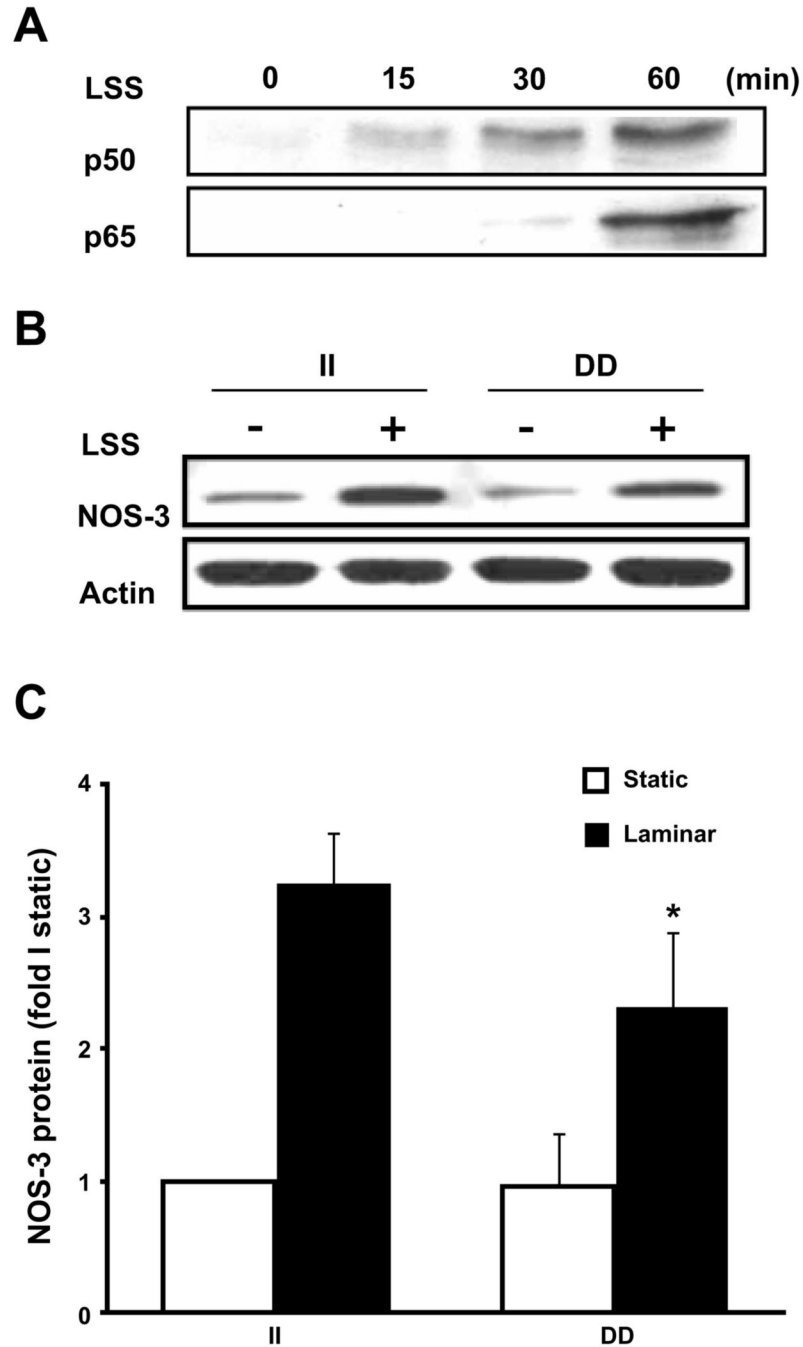 A
LSS 0 15 30 60 (min)
p50
p65
B
II DD
LSS - + - +
NOS-3
Actin
C
4
3
2
1
0
NOS-3 protein (fold I static)
Static
Laminar
*
II DD